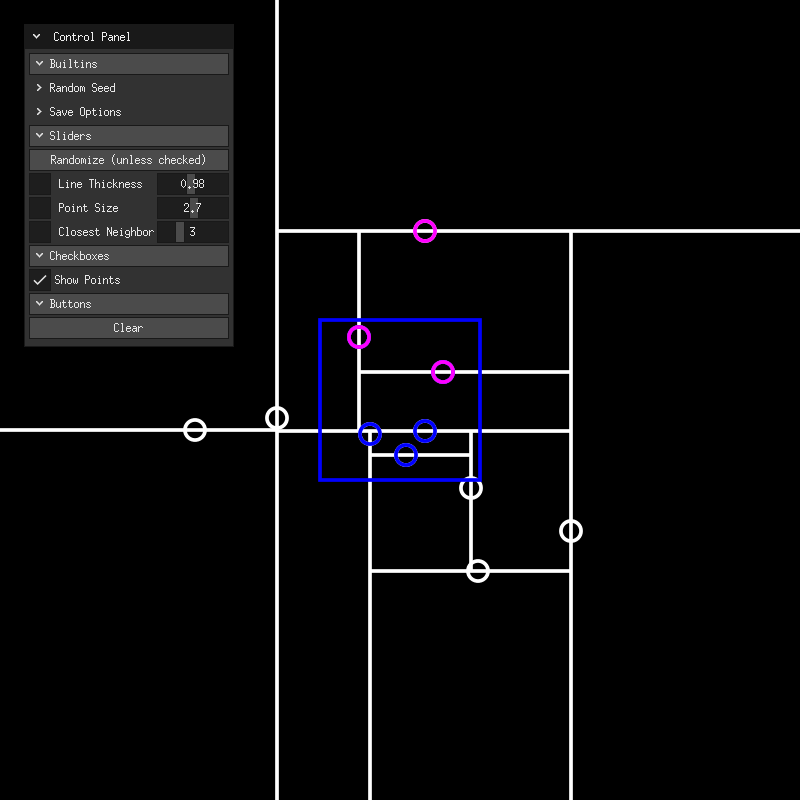 Control Panel
Builtins
Random Seed
Save Options
Sliders
Randomize (unless checked)
Line Thickness 0.98
Point Size 2.7
Closest Neighbor 3
Checkboxes
Show Points
Buttons
Clear